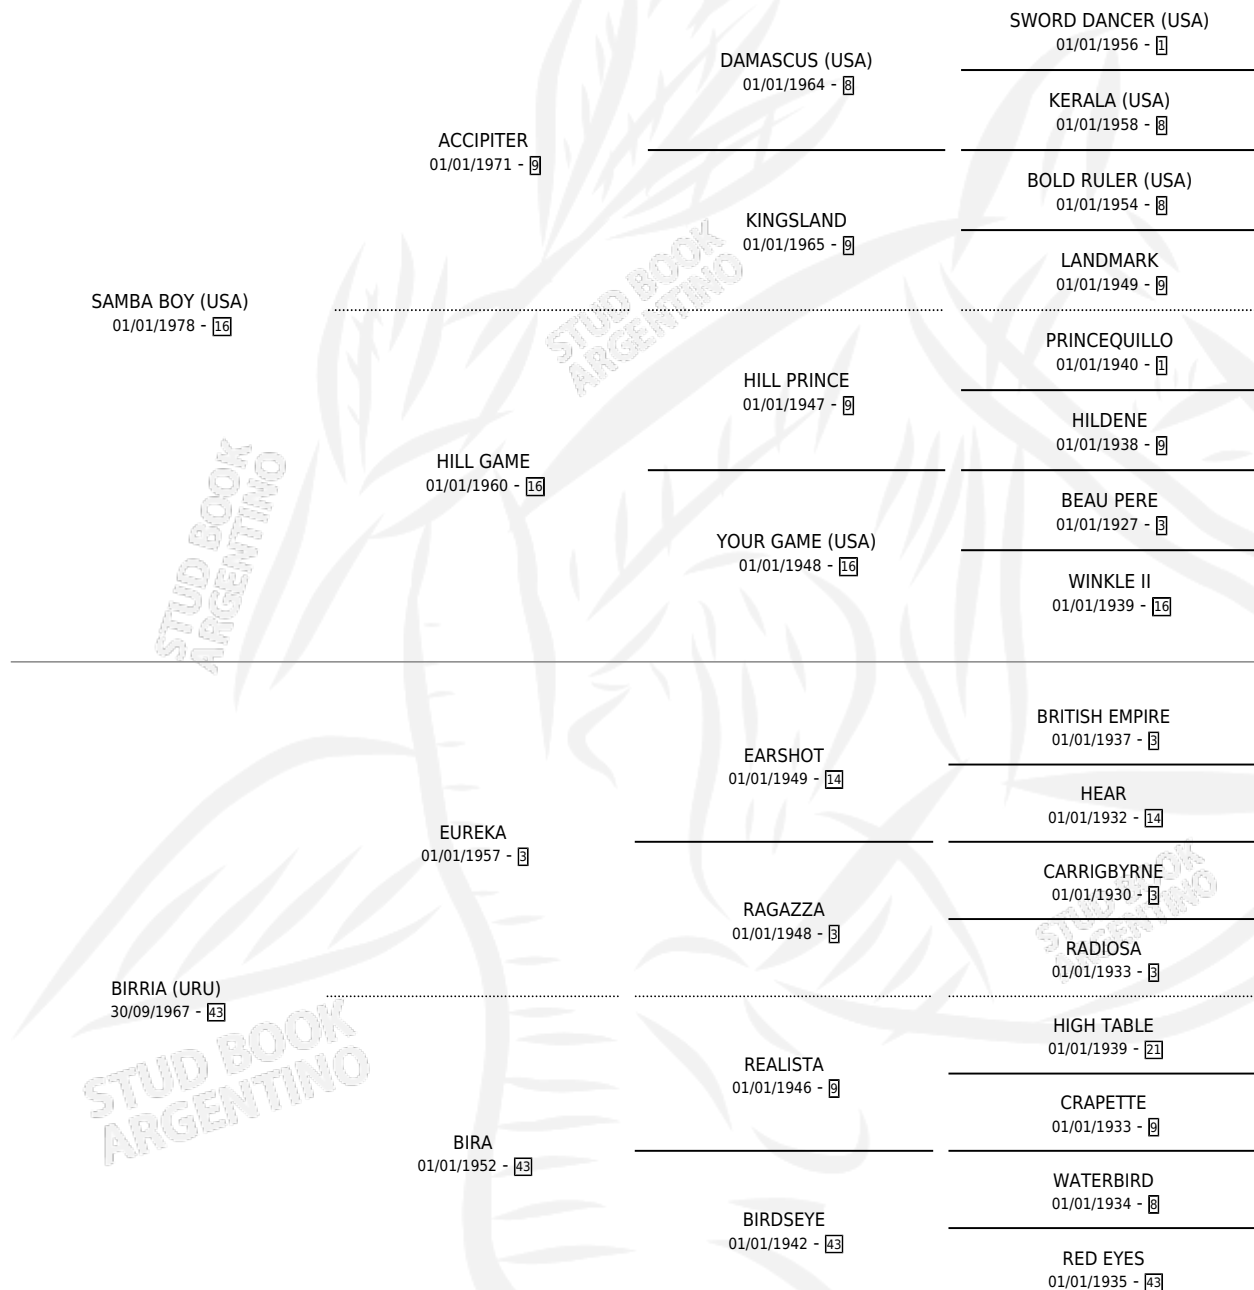 SWORD DANCER (USA)
01/01/1956 - 1
DAMASCUS (USA)
01/01/1964 - 8
KERALA (USA)
01/01/1958 - 8
ACCIPITER
01/01/1971 - 9
BOLD RULER (USA)
01/01/1954 - 8
KINGSLAND
01/01/1965 - 9
LANDMARK
01/01/1949 - 9
SAMBA BOY (USA)
01/01/1978 - 16
PRINCEQUILLO
01/01/1940 - 1
HILL PRINCE
01/01/1947 - 9
HILDENE
01/01/1938 - 9
HILL GAME
01/01/1960 - 16
BEAU PERE
01/01/1927 - 3
YOUR GAME (USA)
01/01/1948 - 16
WINKLE II
01/01/1939 - 16
BRITISH EMPIRE
01/01/1937 - 3
EARSHOT
01/01/1949 - 14
HEAR
01/01/1932 - 14
EUREKA
01/01/1957 - 3
CARRIGBYRNE
01/01/1930 - 3
RAGAZZA
01/01/1948 - 3
RADIOSA
01/01/1933 - 3
BIRRIA (URU)
30/09/1967 - 43
HIGH TABLE
01/01/1939 - 21
REALISTA
01/01/1946 - 9
CRAPETTE
01/01/1933 - 9
BIRA
01/01/1952 - 43
WATERBIRD
01/01/1934 - 8
BIRDSEYE
01/01/1942 - 43
RED EYES
01/01/1935 - 43
STUD BOOK
ARGENTINO
STUD BOOK
ARGENTINO
STUD BOOK
ARGENTINO
STUD BOOK
ARGENTINO